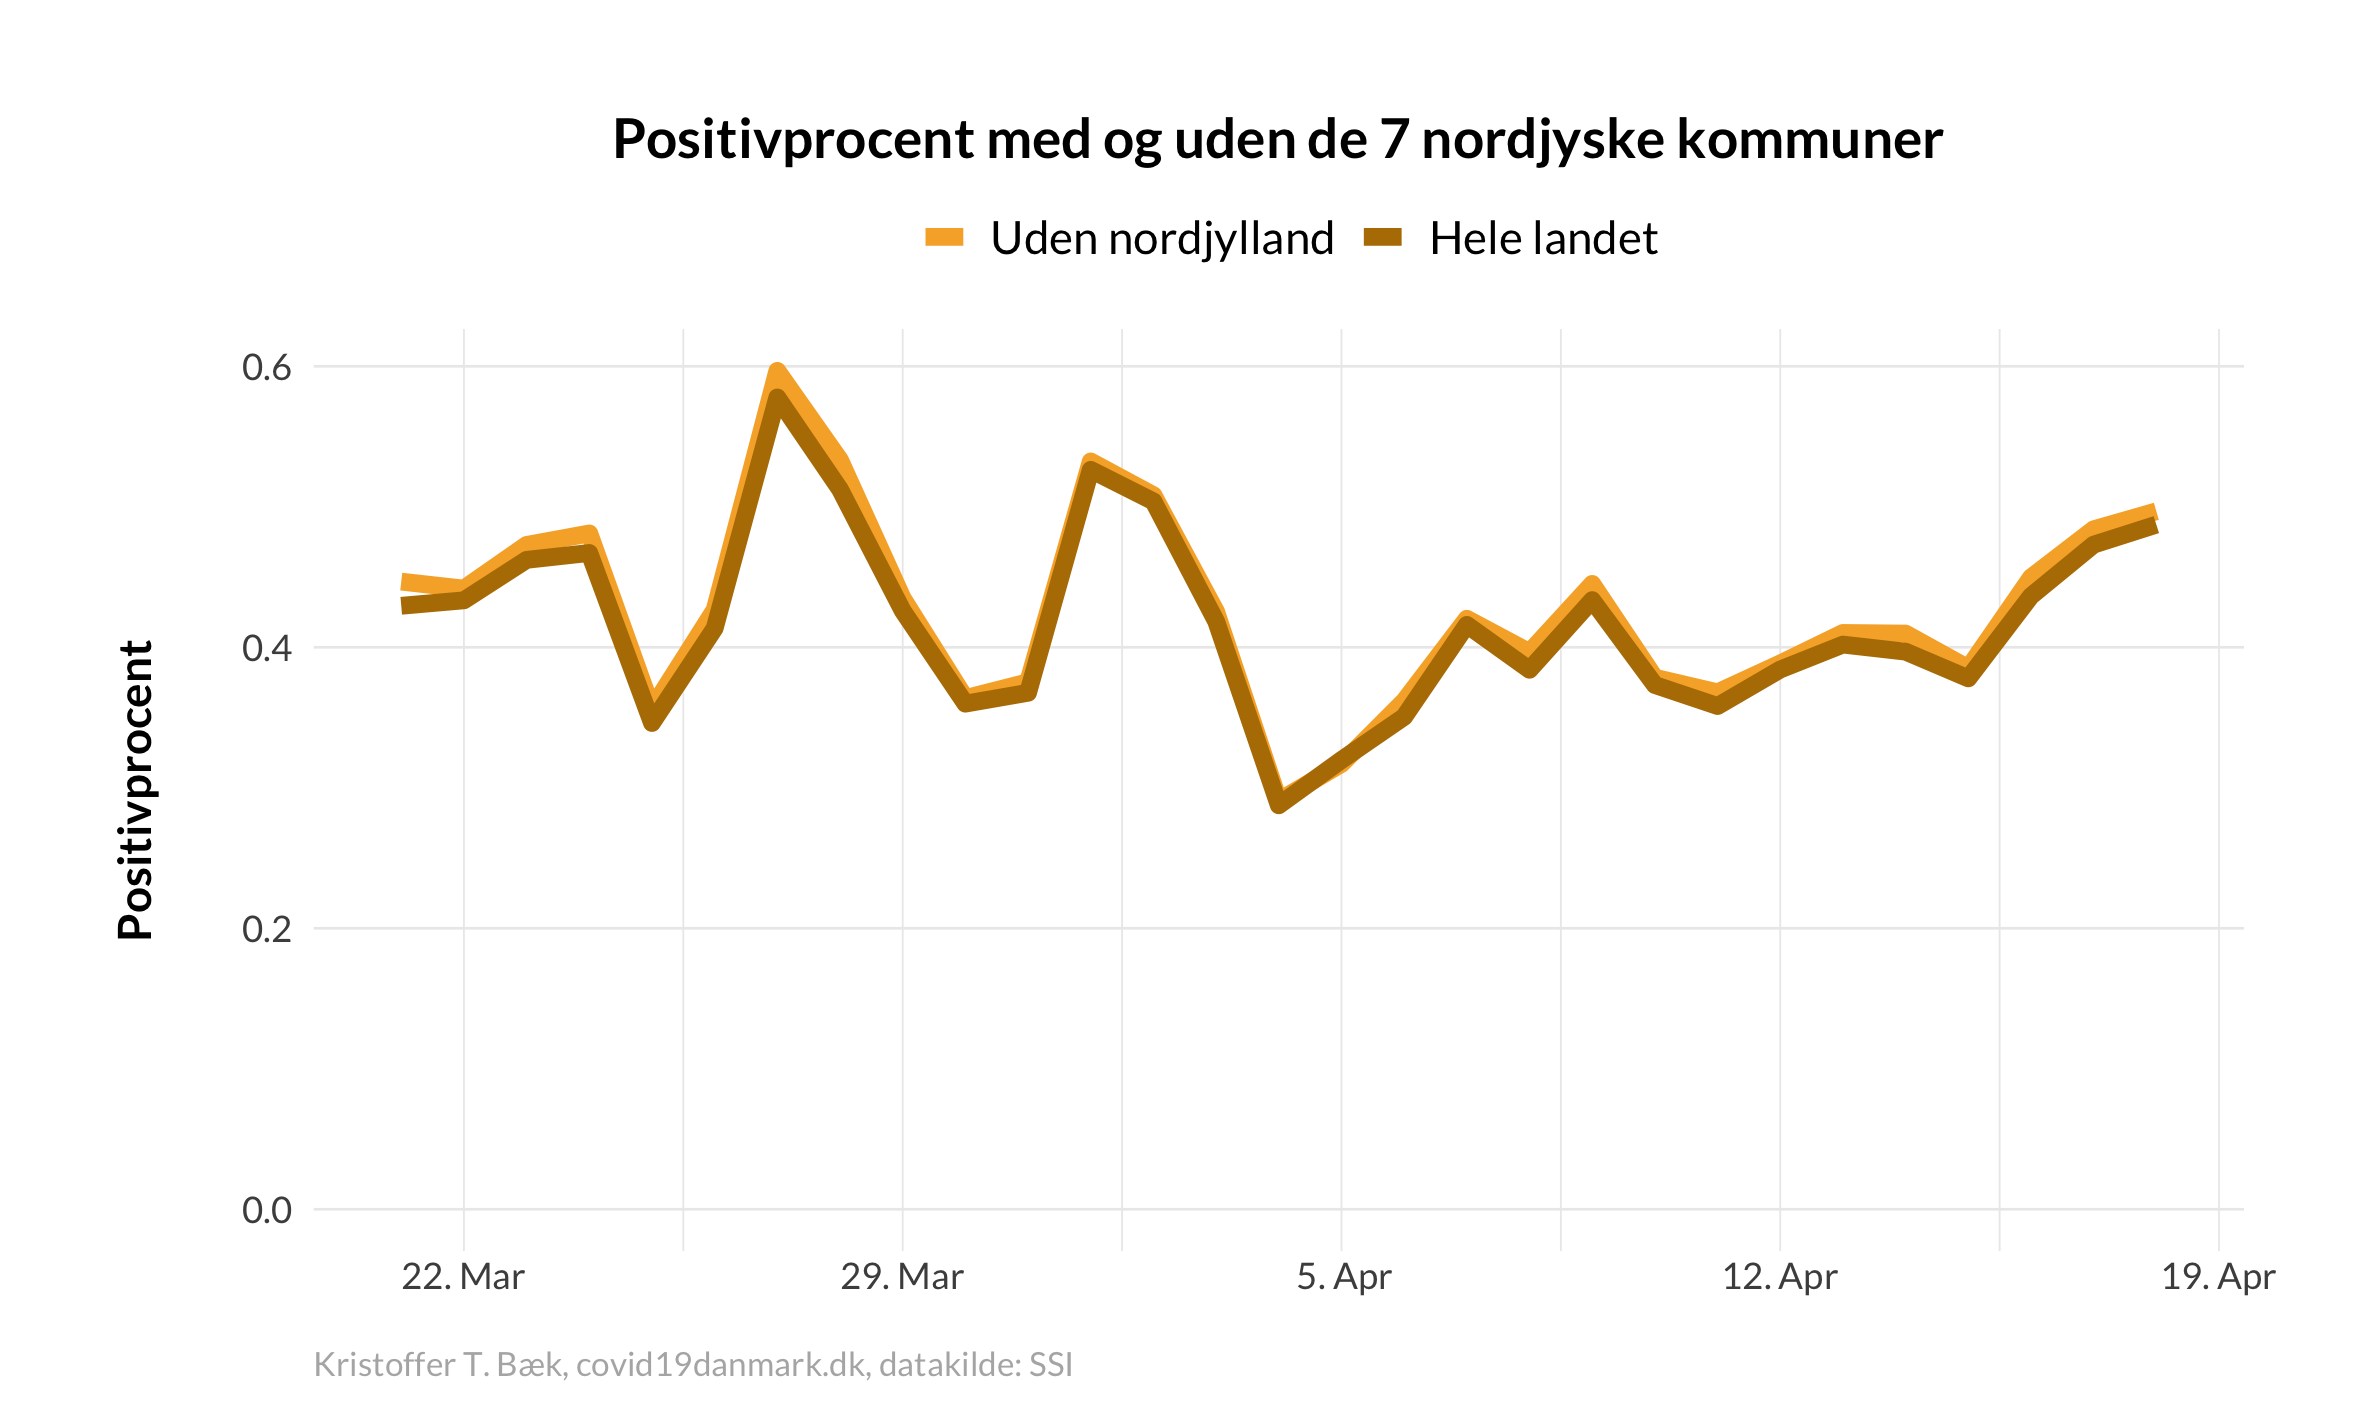 Positivprocent med og uden de 7 nordjyske kommuner
Uden nordjylland Hele landet
Positivprocent
0.6
0.4
0.2
0.0
22. Mar 29. Mar 5. Apr 12. Apr 19. Apr
Kristoffer T. Bæk, covid19danmark.dk, datakilde: SSI